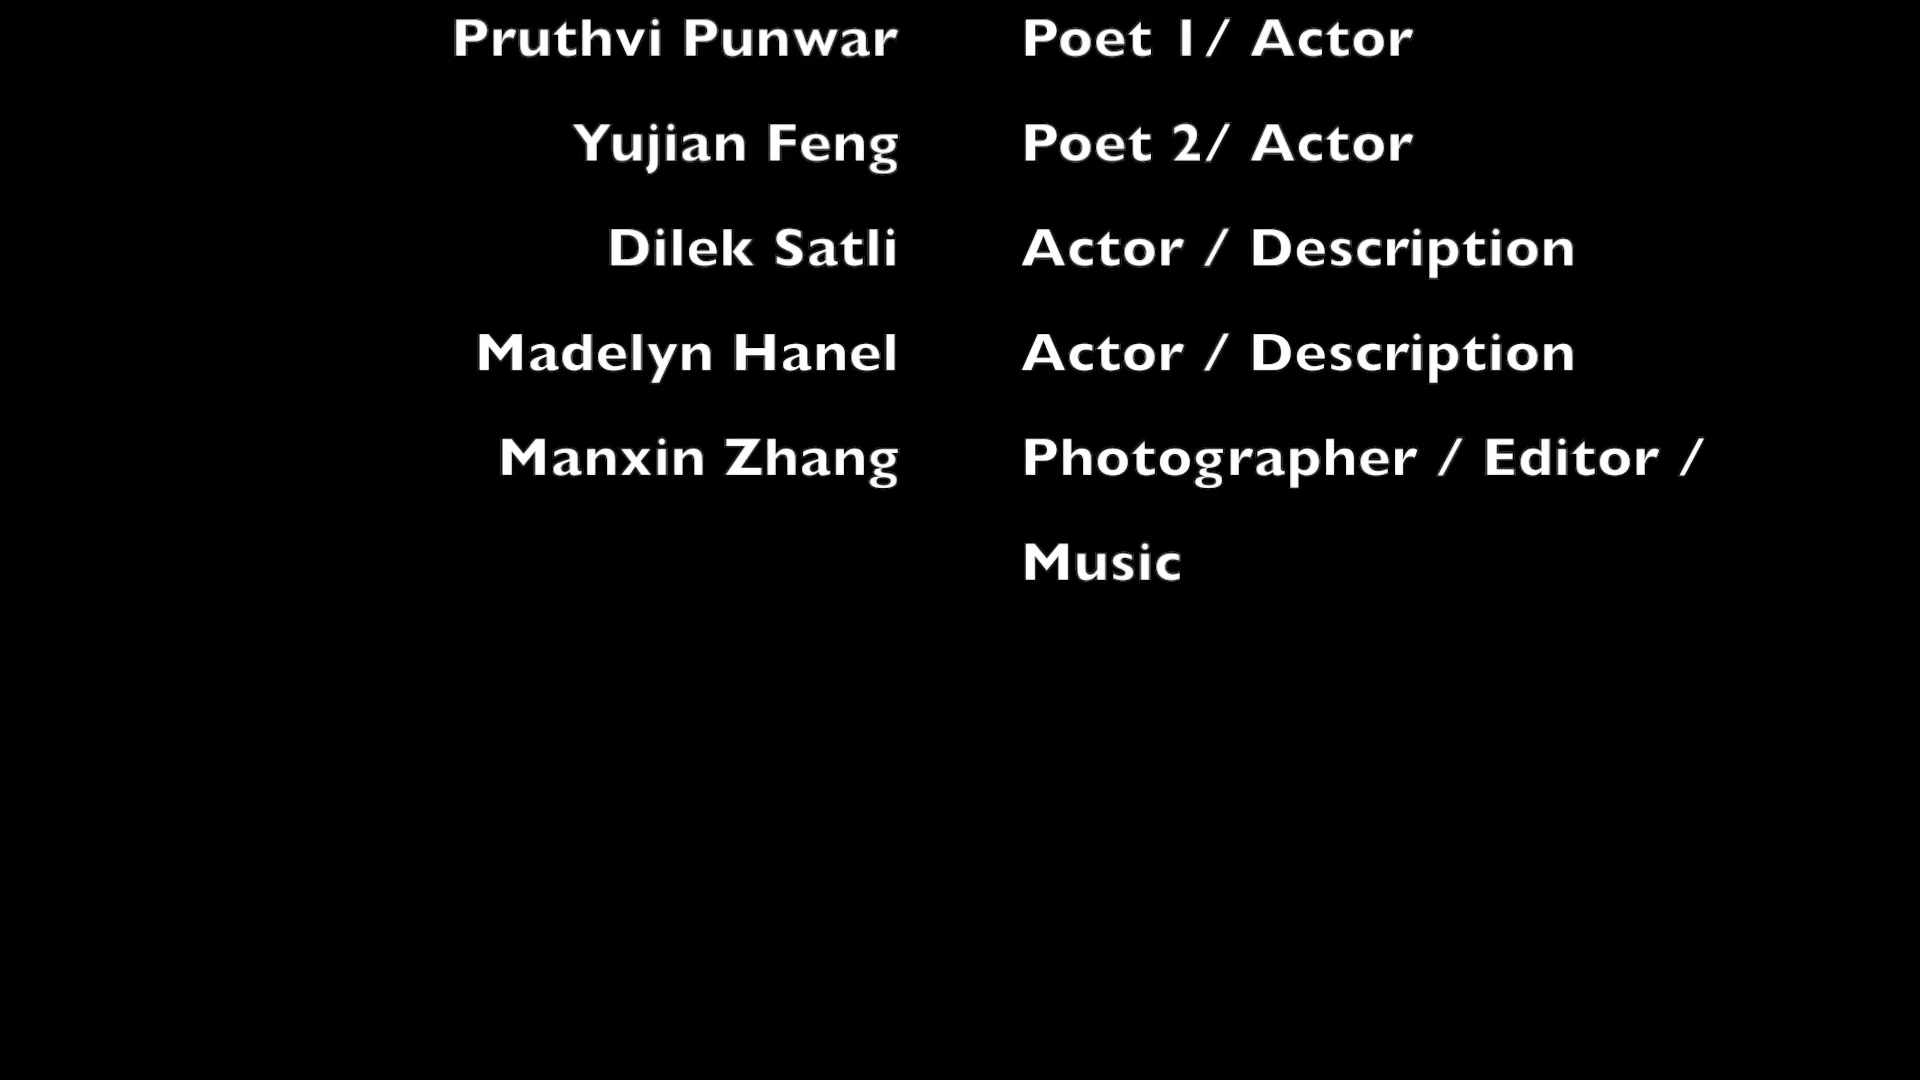 Pruthvi Punwar Poet 1/ Actor
Yujian Feng Poet 2/ Actor
Dilek Satli Actor / Description
Madelyn Hanel Actor / Description
Manxin Zhang Photographer / Editor /
Music